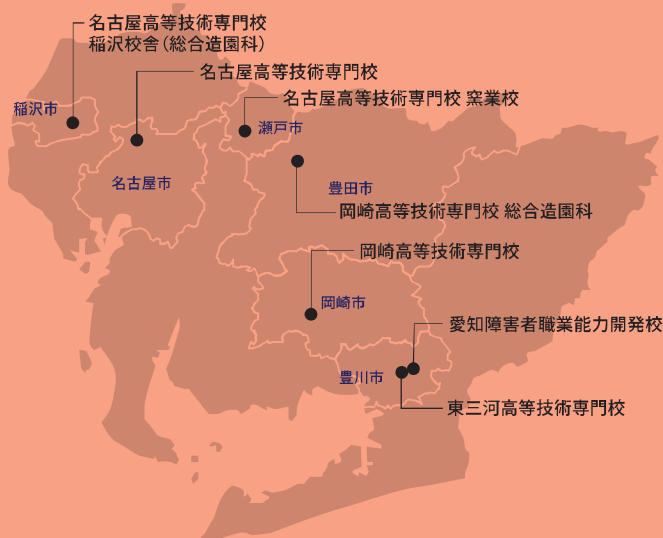 名古屋高等技術専門校
稲沢校舎（総合造園科）
名古屋高等技術専門校
名古屋高等技術専門校 窯業校
稲沢市
瀬戸市
名古屋市
豊田市
岡崎高等技術専門校 総合造園科
岡崎高等技術専門校
岡崎市
愛知障害者職業能力開発校
豊川市
東三河高等技術専門校